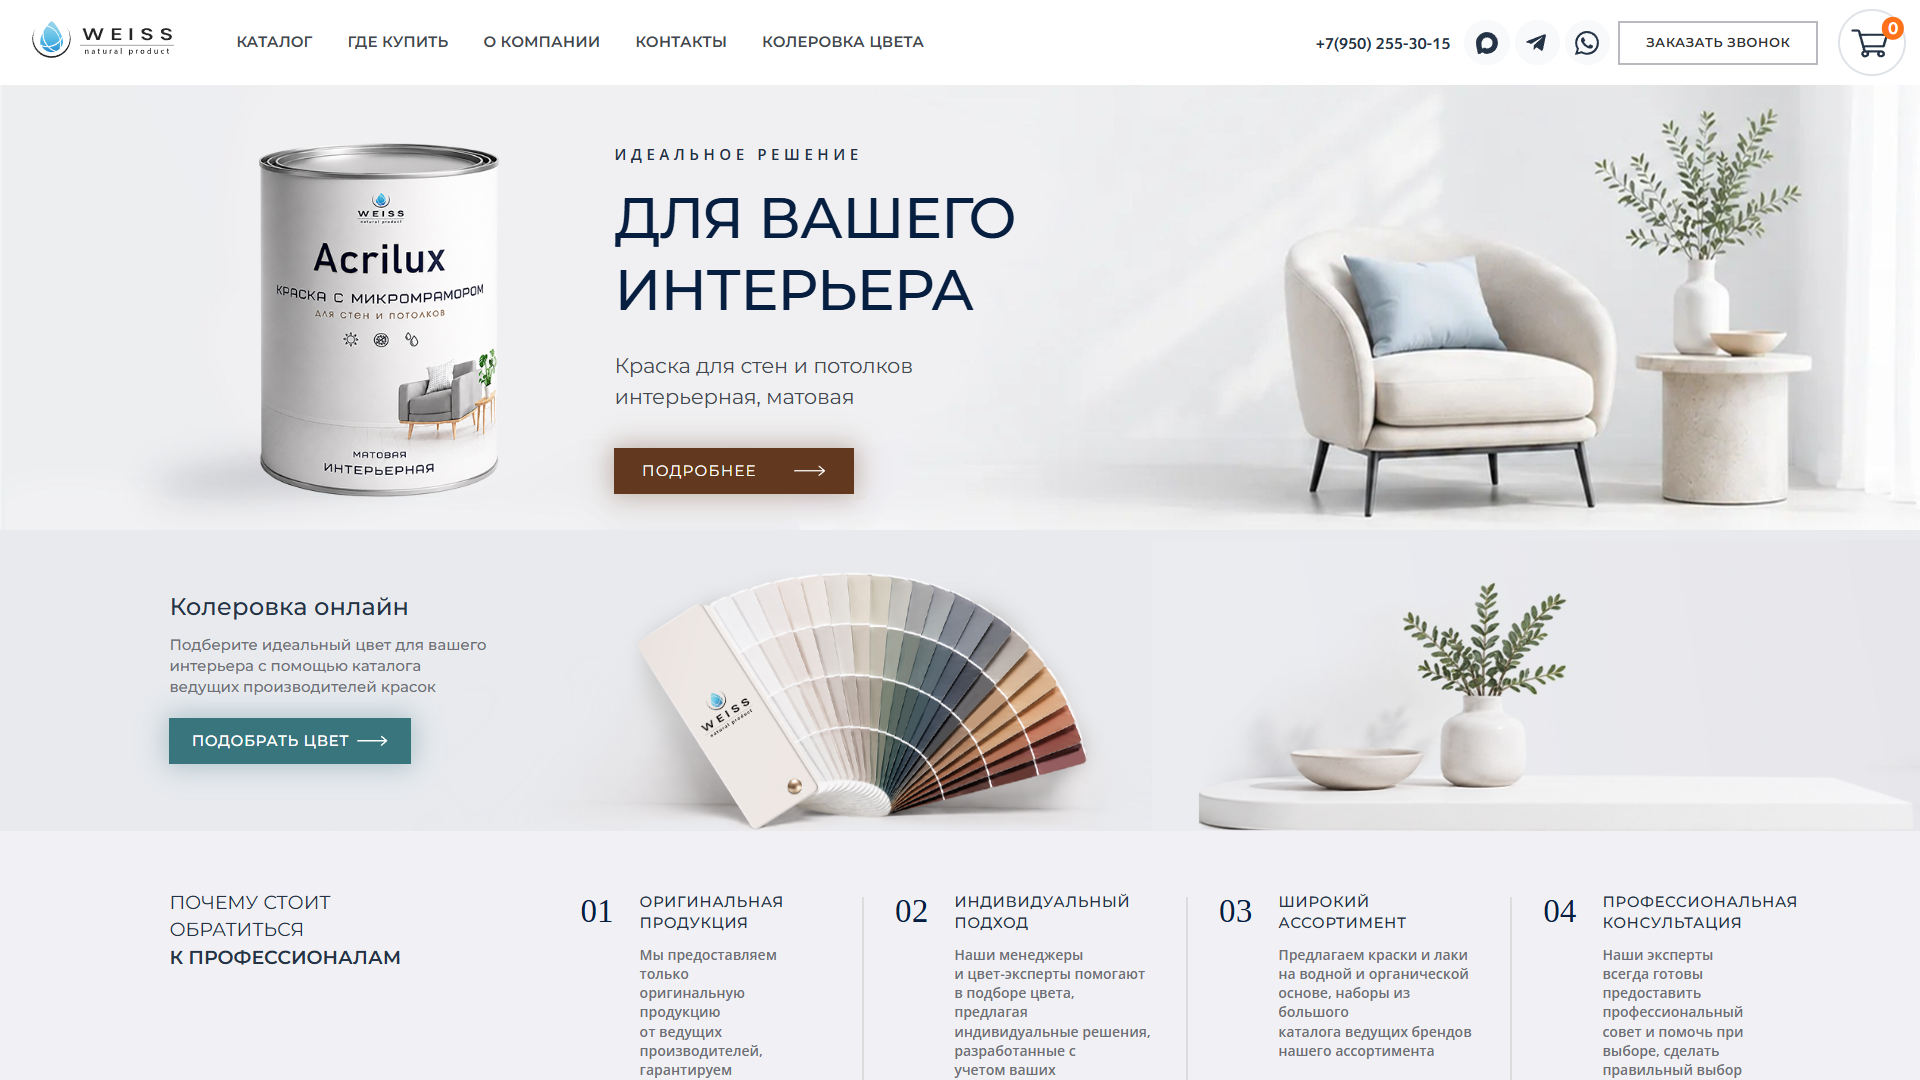 WEISS
natural product
КАТАЛОГ
ГДЕ КУПИТЬ
О КОМПАНИИ
КОНТАКТЫ
КОЛЕРОВКА ЦВЕТА
+7(950) 255-30-15
ЗАКАЗАТЬ ЗВОНОК
0
WEISS
natural product
Acrilux
КРАСКА С МИКРОМРАМОРОМ
ДЛЯ СТЕН И ПОТОЛКОВ
МАТОВАЯ
ИНТЕРЬЕРНАЯ
ИДЕАЛЬНОЕ РЕШЕНИЕ
ДЛЯ ВАШЕГО
ИНТЕРЬЕРА
Краска для стен и потолков
интерьерная, матовая
ПОДРОБНЕЕ
Колеровка онлайн
Подберите идеальный цвет для вашего
интерьера с помощью каталога
ведущих производителей красок
ПОДОБРАТЬ ЦВЕТ
WEISS
natural product
ПОЧЕМУ СТОИТ
ОБРАТИТЬСЯ
К ПРОФЕССИОНАЛАМ
01
ОРИГИНАЛЬНАЯ
ПРОДУКЦИЯ
Мы предоставляем
только
оригинальную
продукцию
от ведущих
производителей,
гарантируем
02
ИНДИВИДУАЛЬНЫЙ
ПОДХОД
Наши менеджеры
и цвет-эксперты помогают
в подборе цвета,
предлагая
индивидуальные решения,
разработанные с
учетом ваших
03
ШИРОКИЙ
АССОРТИМЕНТ
Предлагаем краски и лаки
на водной и органической
основе, наборы из
большого
каталога ведущих брендов
нашего ассортимента
04
ПРОФЕССИОНАЛЬНАЯ
КОНСУЛЬТАЦИЯ
Наши эксперты
всегда готовы
предоставить
профессиональный
совет и помочь при
выборе, сделать
правильный выбор